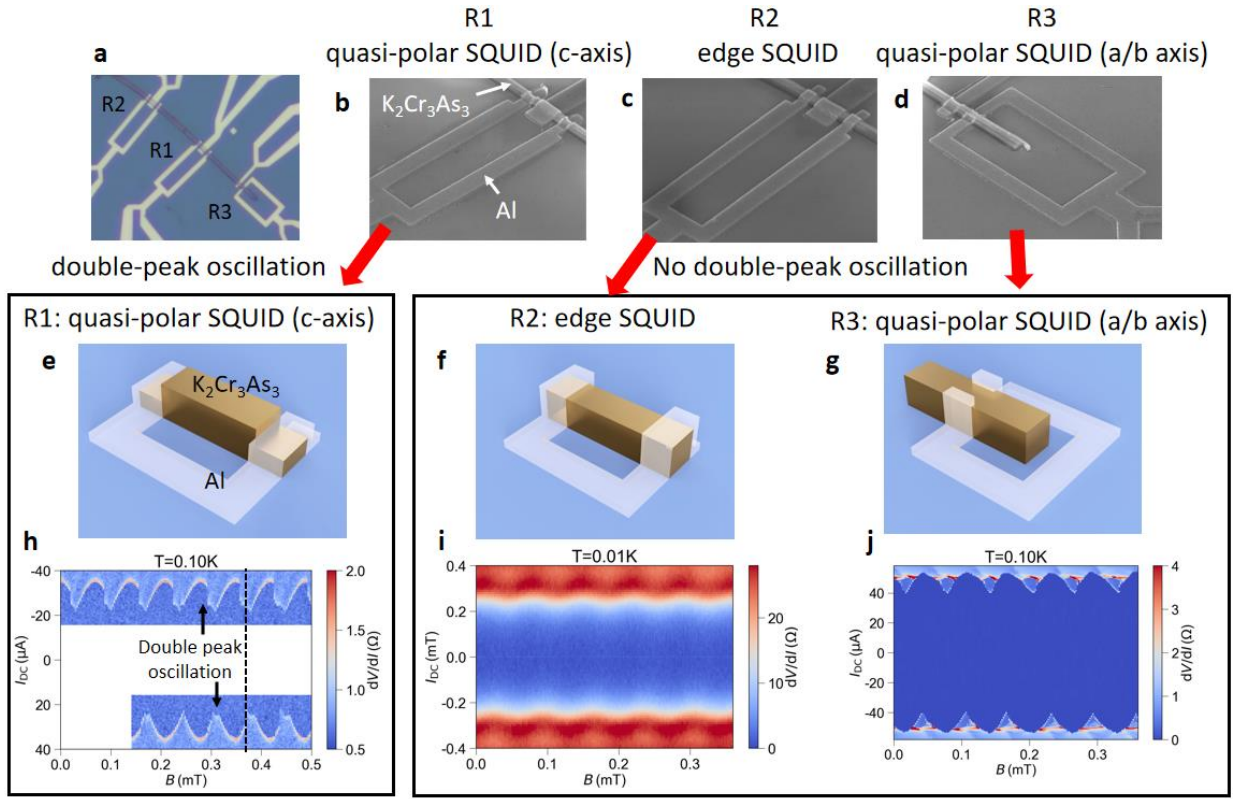 R1
quasi-polar SQUID (c-axis)
R2
edge SQUID
R3
quasi-polar SQUID (a/b axis)
a
R2
R1
R3
b
K2Cr3As3
Al
c
d
double-peak oscillation
No double-peak oscillation
R1: quasi-polar SQUID (c-axis)
R2: edge SQUID
R3: quasi-polar SQUID (a/b axis)
e
K2Cr3As3
Al
f
g
h
T=0.10K
-40
-20
0
20
40
IDC (µA)
Double peak
oscillation
0.0 0.1 0.2 0.3 0.4 0.5
B (mT)
2.0
1.5
1.0
0.5
dV/dI (Ω)
i
T=0.01K
0.4
0.2
0.0
-0.2
-0.4
IDC (mT)
0.0 0.1 0.2 0.3
B (mT)
20
10
0
dV/dI (Ω)
j
T=0.10K
40
20
0
-20
-40
IDC (µA)
0.0 0.1 0.2 0.3
B (mT)
4
3
2
1
0
dV/dI (Ω)